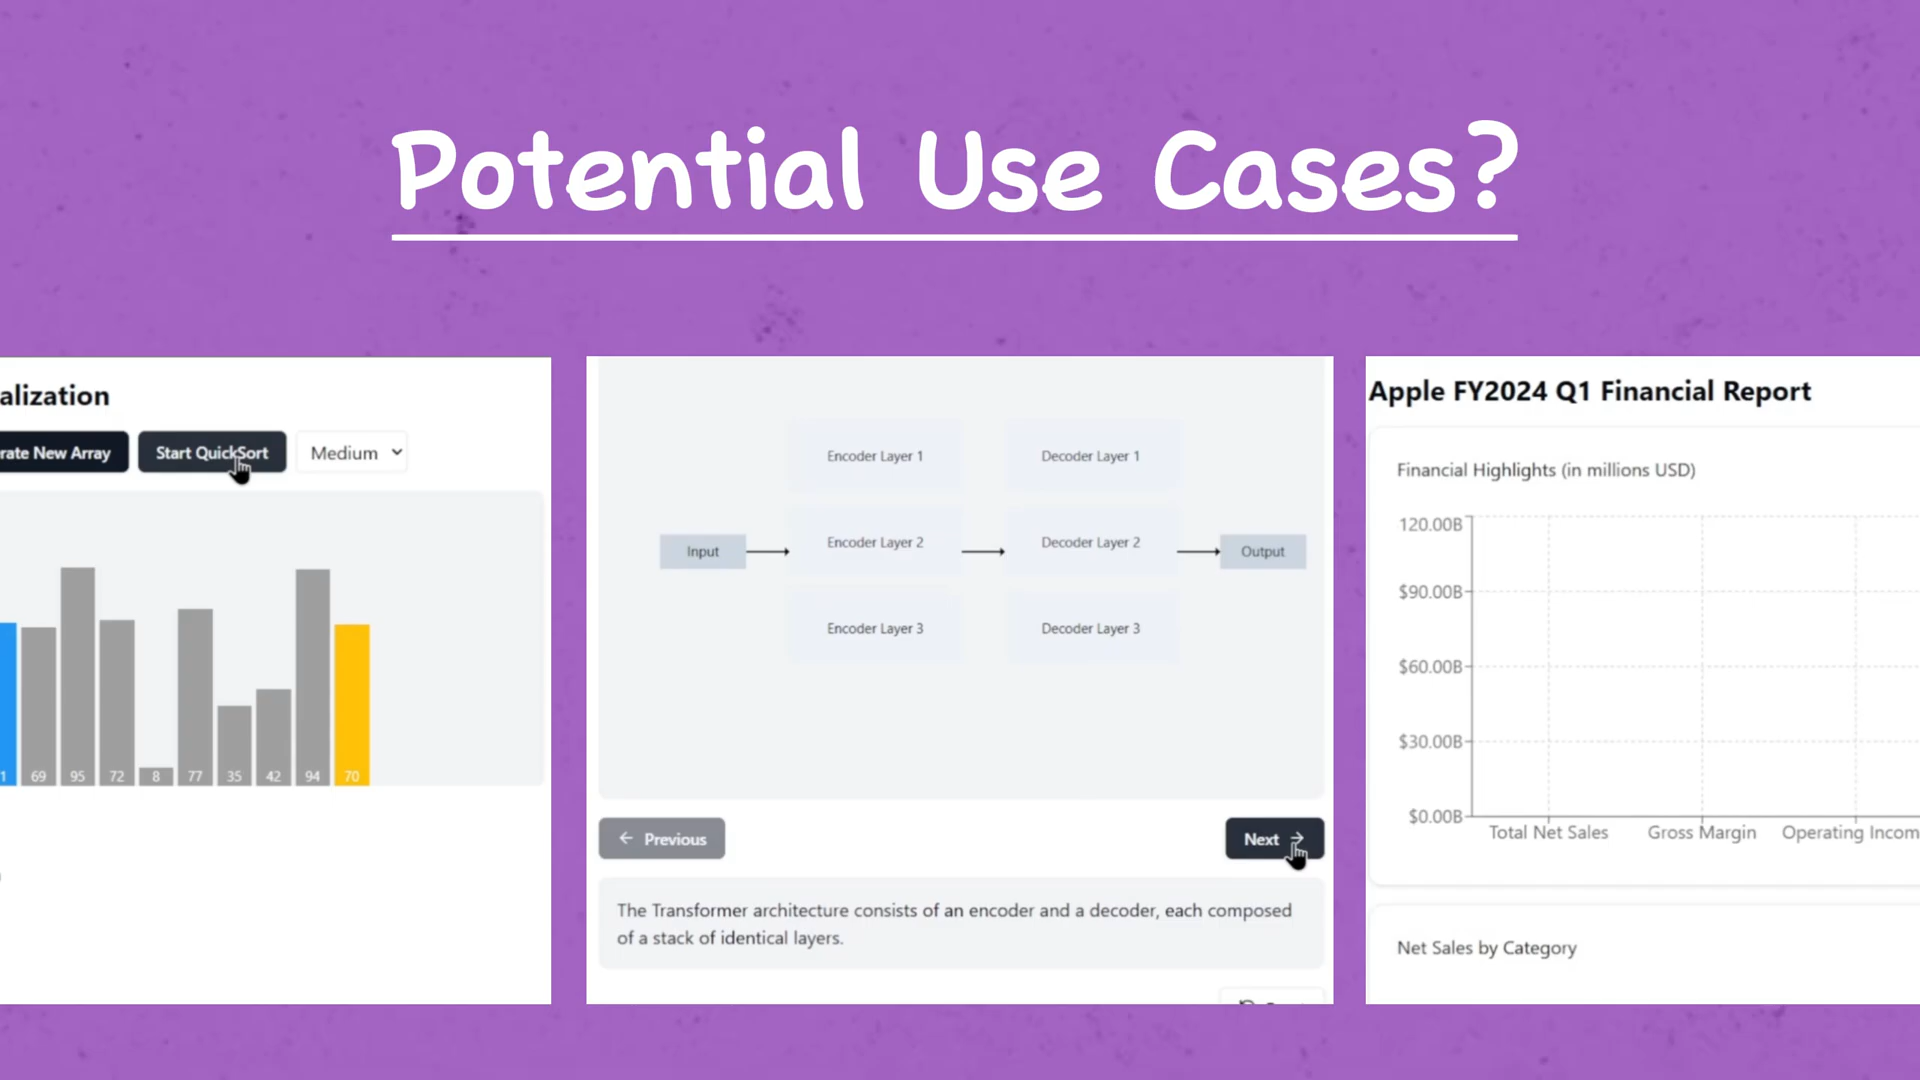 Potential Use Cases?
alization
rate New Array
Start QuickSort
Medium
1 69 95 72 8 77 35 42 94 70
Encoder Layer 1
Decoder Layer 1
Input
Encoder Layer 2
Decoder Layer 2
Output
Encoder Layer 3
Decoder Layer 3
← Previous
Next →
The Transformer architecture consists of an encoder and a decoder, each composed
of a stack of identical layers.
Apple FY2024 Q1 Financial Report
Financial Highlights (in millions USD)
120.00B
$90.00B
$60.00B
$30.00B
$0.00B
Total Net Sales
Gross Margin
Operating Incom
Net Sales by Category